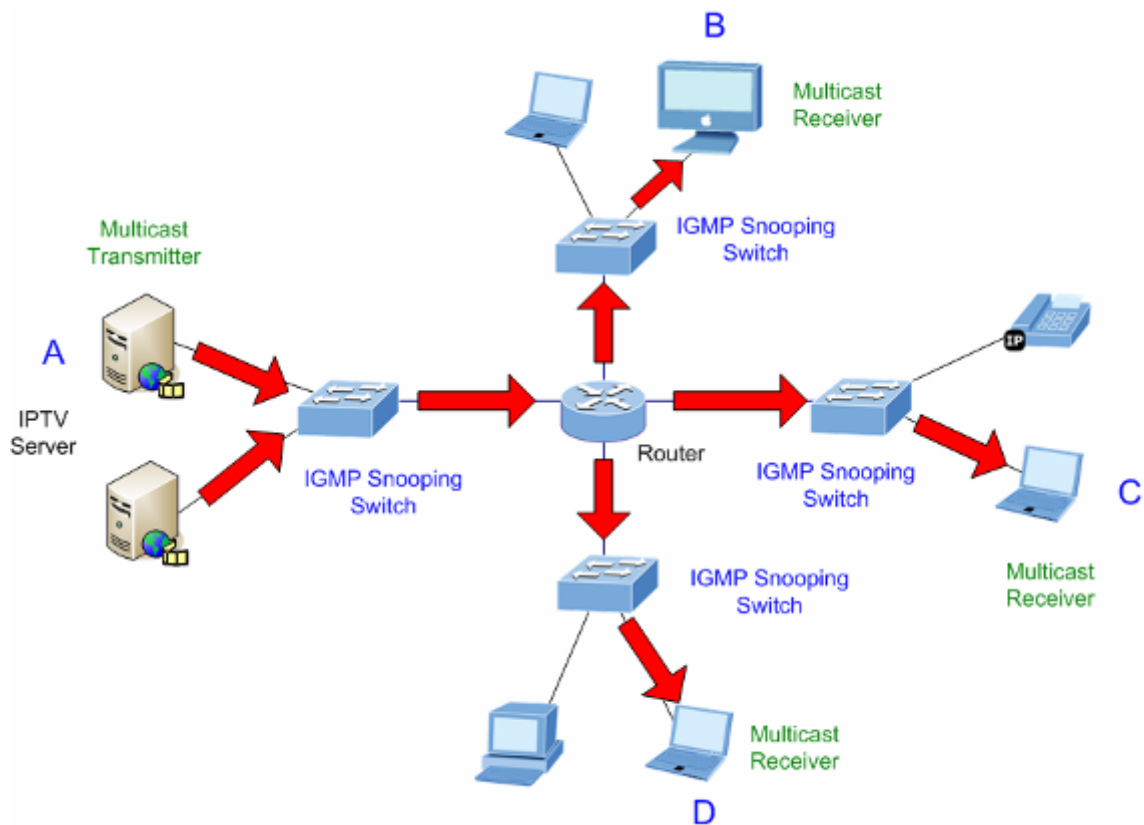 B
Multicast
Receiver
IGMP Snooping
Switch
Multicast
Transmitter
A
IPTV
Server
IGMP Snooping
Switch
Router
IP
IGMP Snooping
Switch
C
Multicast
Receiver
IGMP Snooping
Switch
Multicast
Receiver
D